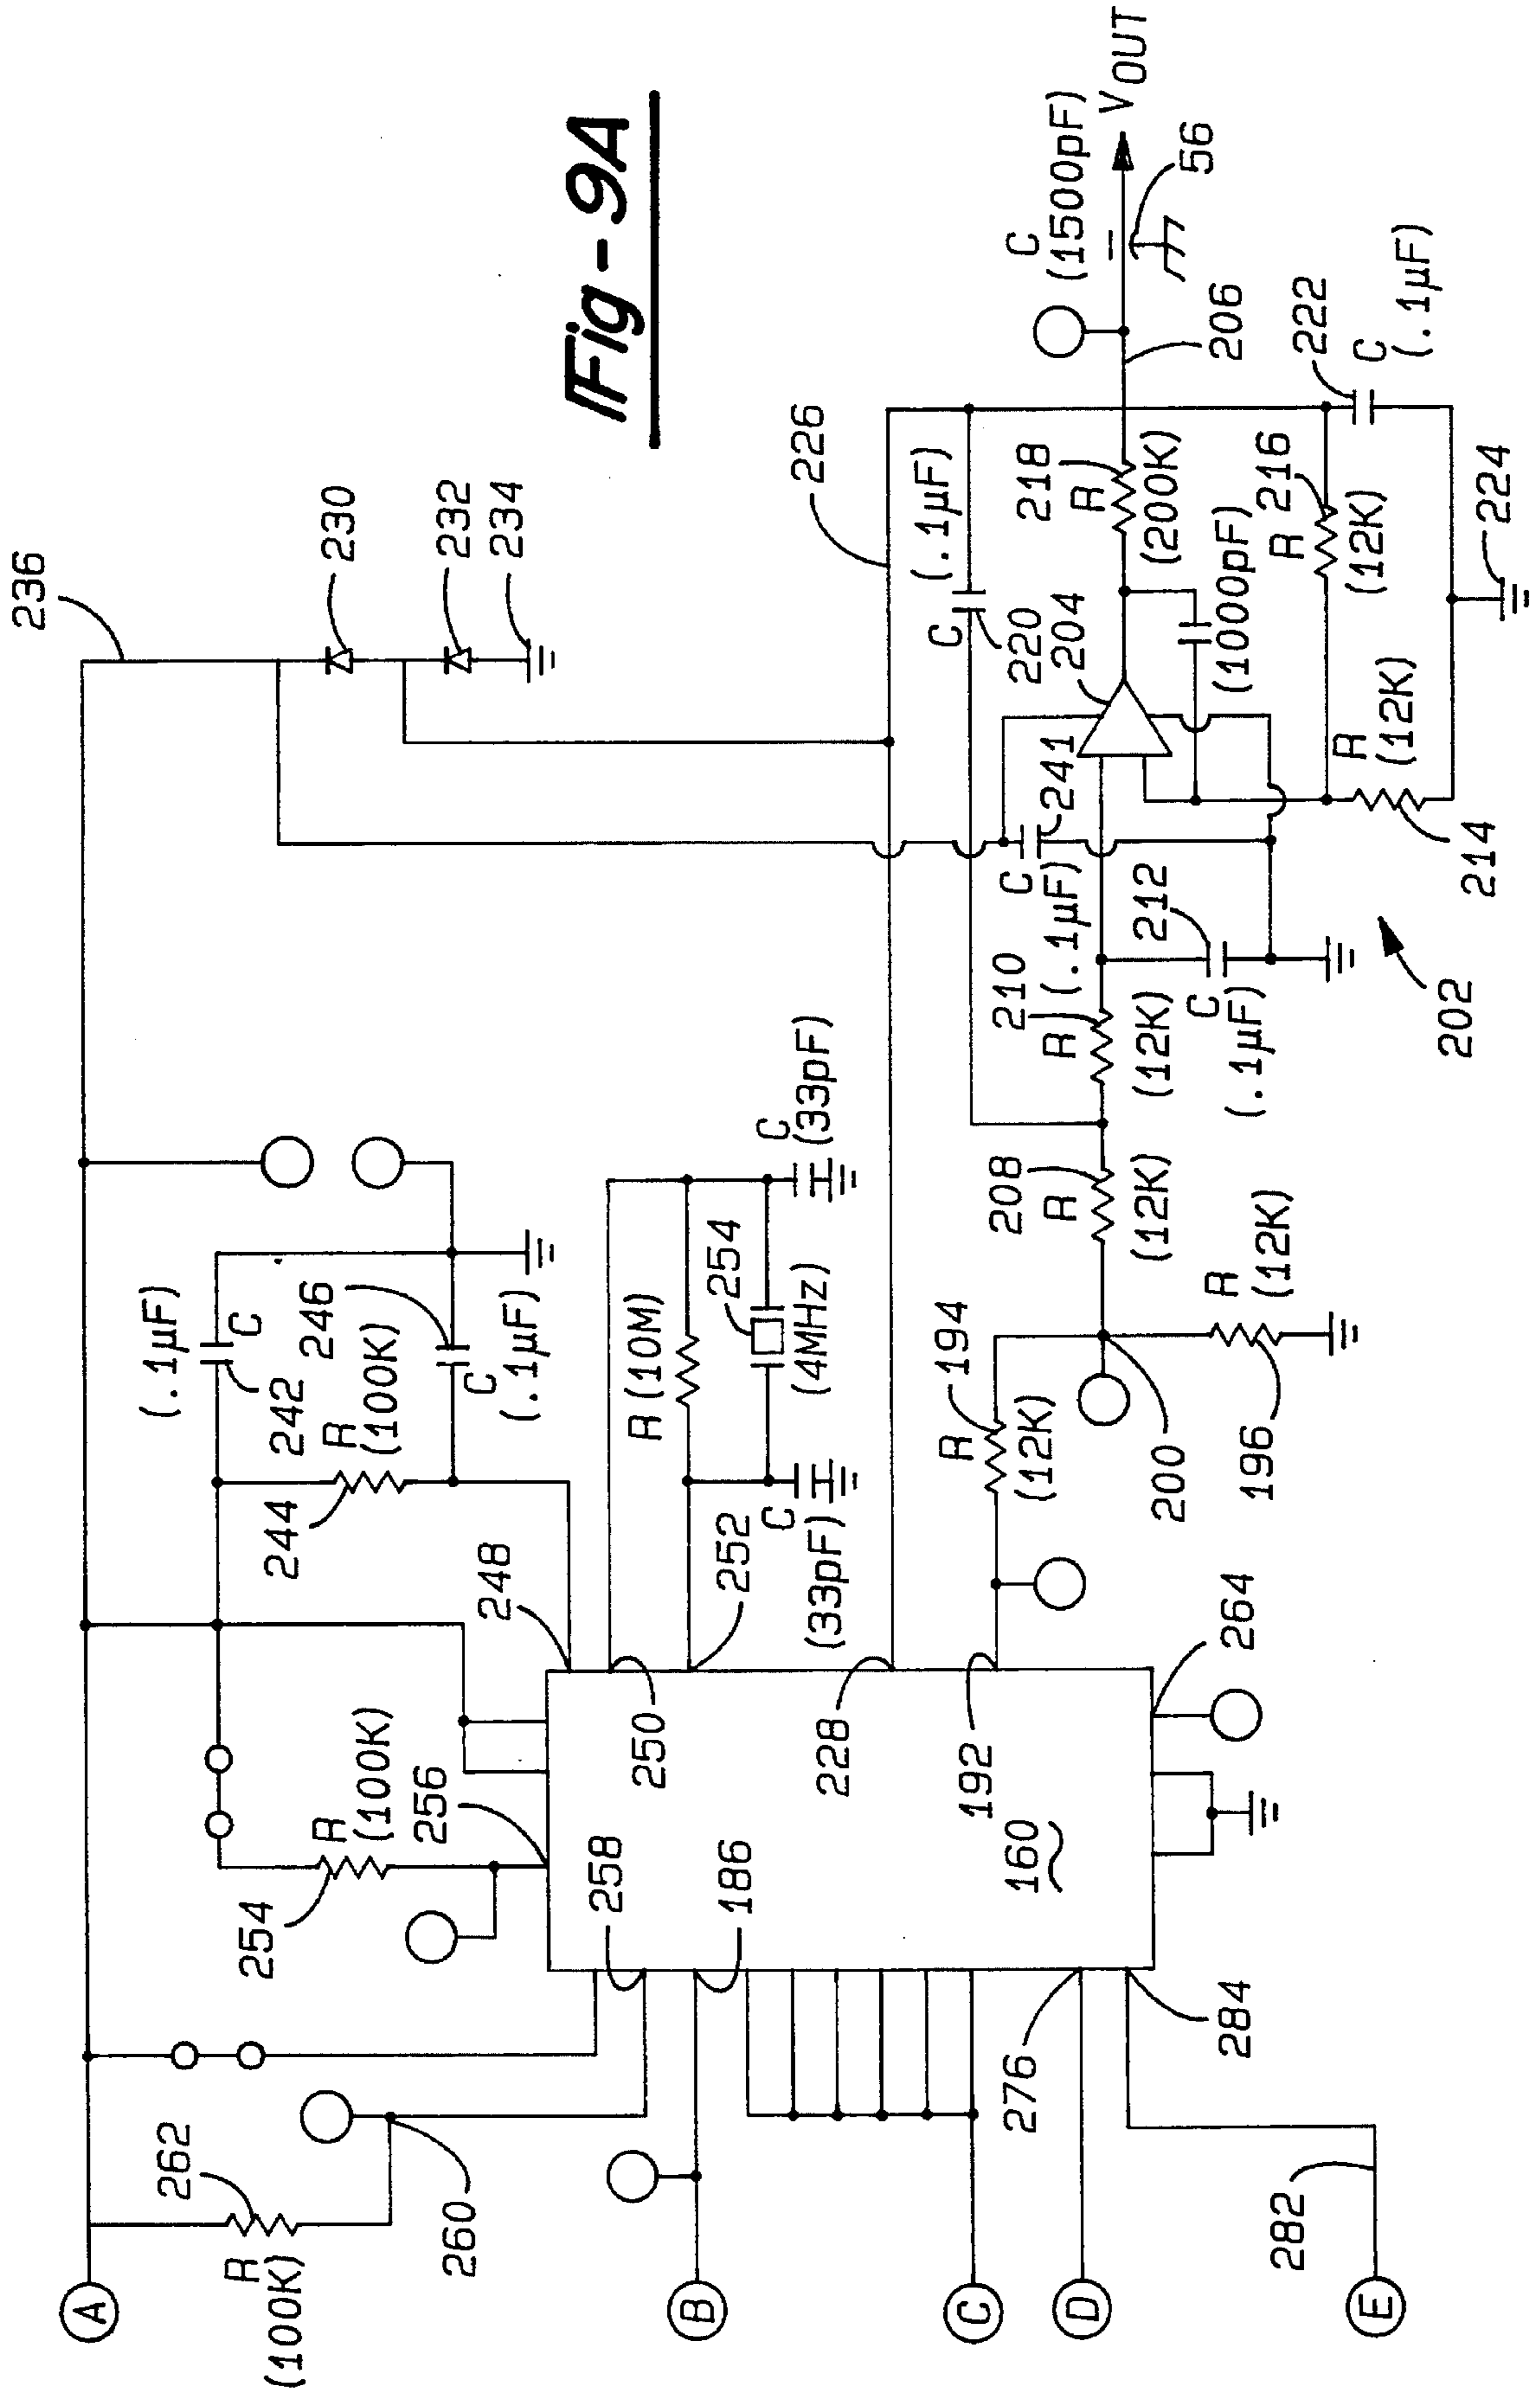 Fig-9A
236
230
232
234
226
(.1µF)
C
242
246
R
(100K)
244
C
(.1µF)
248
R (10M)
254
(4MHz)
C
(33pF)
C
(33pF)
252
250
228
192
160
264
R
(100K)
254
256
258
186
276
284
282
262
R
(100K)
260
A
B
C
D
E
R
194
(12K)
200
R
(12K)
196
208
R
(12K)
210
R
(12K)
C
(.1µF)
241
212
C
(.1µF)
202
C
(.1µF)
220
204
218
R
(200K)
(1000pF)
R
216
(12K)
R
(12K)
214
224
222
C
(.1µF)
206
C
(1500pF)
56
VOUT